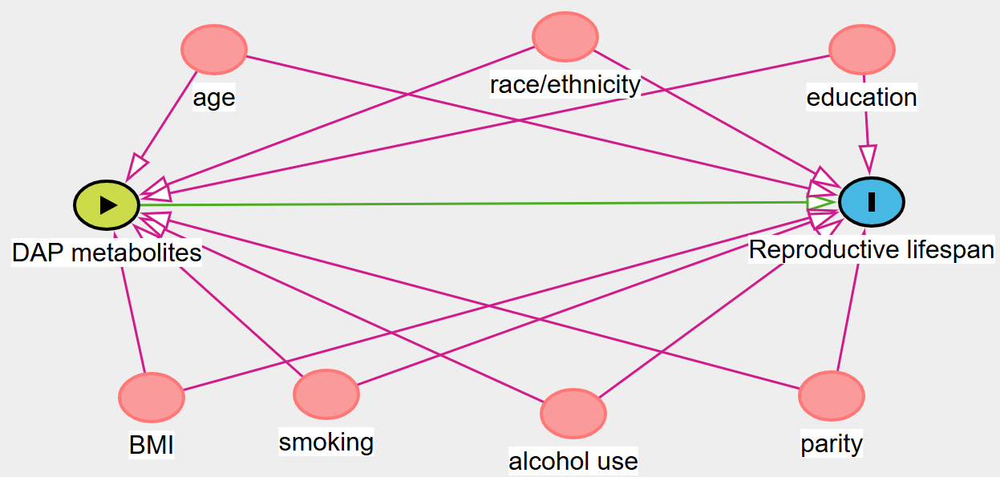 age
race/ethnicity
education
DAP metabolites
Reproductive lifespan
BMI
smoking
alcohol use
parity